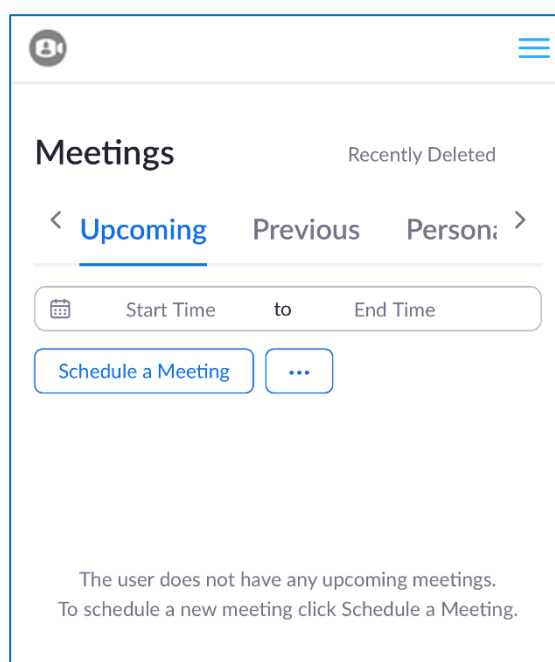 Meetings
Recently Deleted
Upcoming Previous Persona
Start Time to End Time
Schedule a Meeting ...
The user does not have any upcoming meetings.
To schedule a new meeting click Schedule a Meeting.